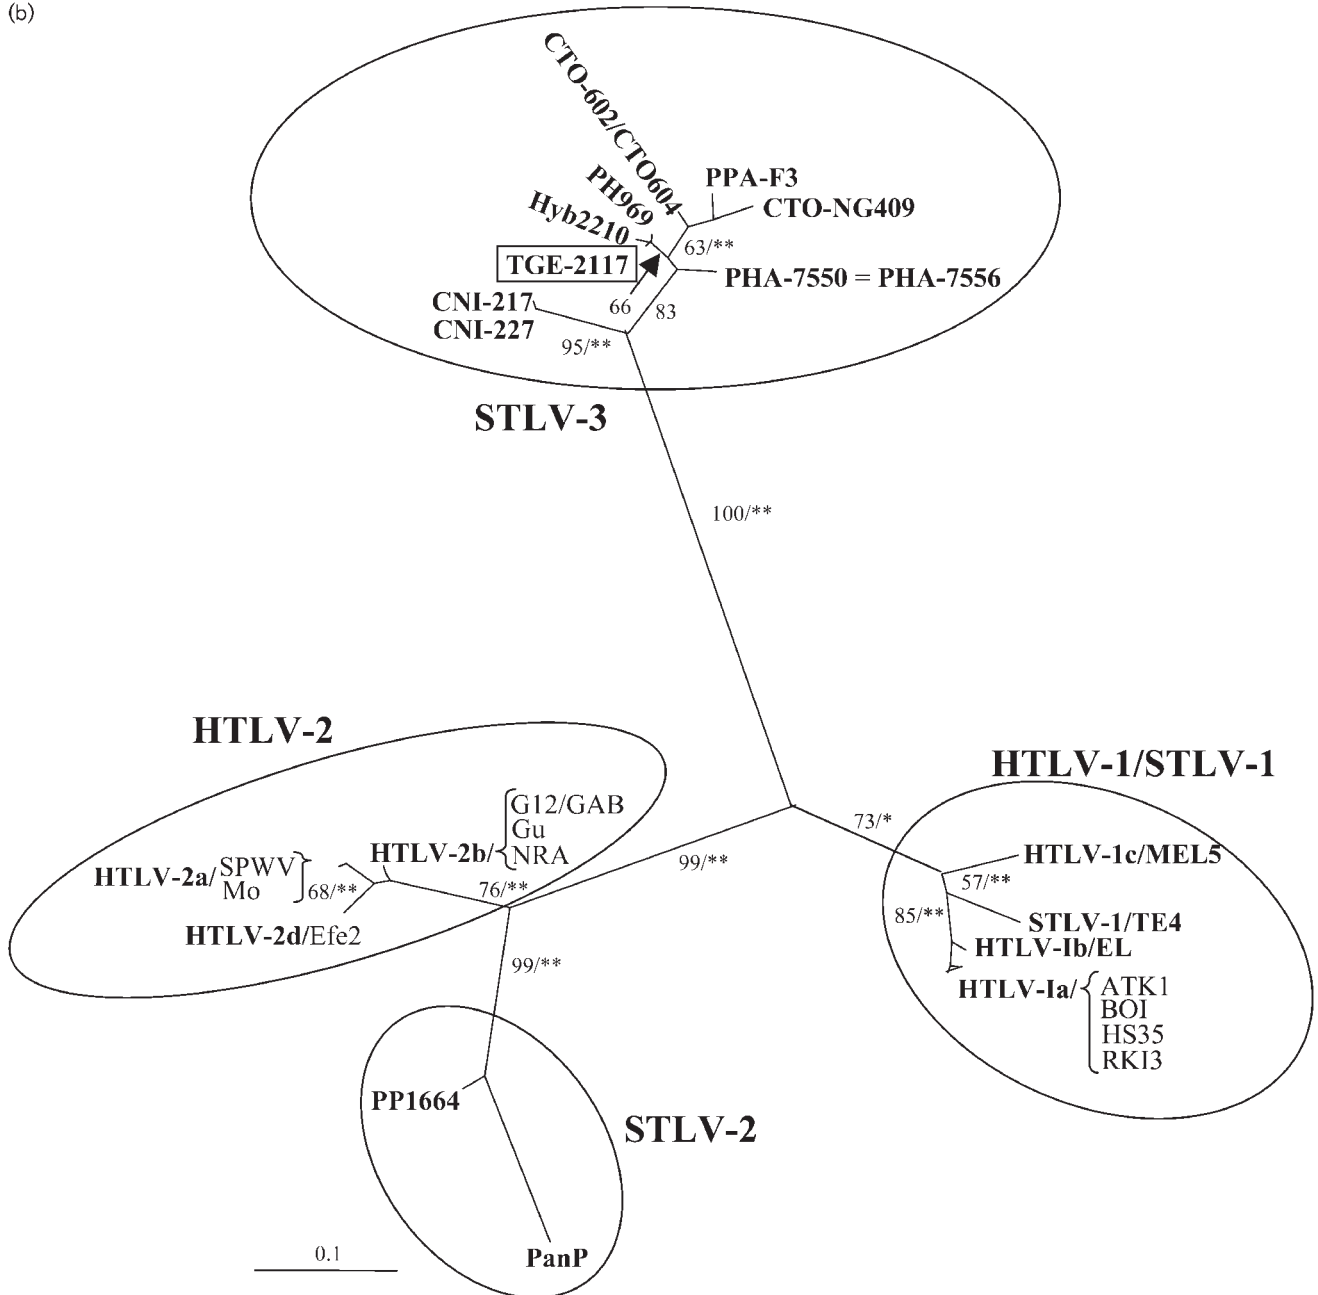 (b)
CTO-602/CTO604
PPA-F3
PH969
CTO-NG409
Hyb2210
63/**
TGE-2117
PHA-7550 = PHA-7556
CNI-217
66
83
CNI-227
95/**
STLV-3
100/**
HTLV-2
HTLV-1/STLV-1
G12/GAB
Gu
HTLV-2b/
NRA
73/*
HTLV-1c/MEL5
99/**
SPWV
HTLV-2a/
Mo
68/**
76/**
57/**
85/**
STLV-1/TE4
HTLV-2d/Efe2
HTLV-Ib/EL
99/**
HTLV-Ia/
ATK1
BOI
HS35
RKI3
PP1664
STLV-2
PanP
0.1